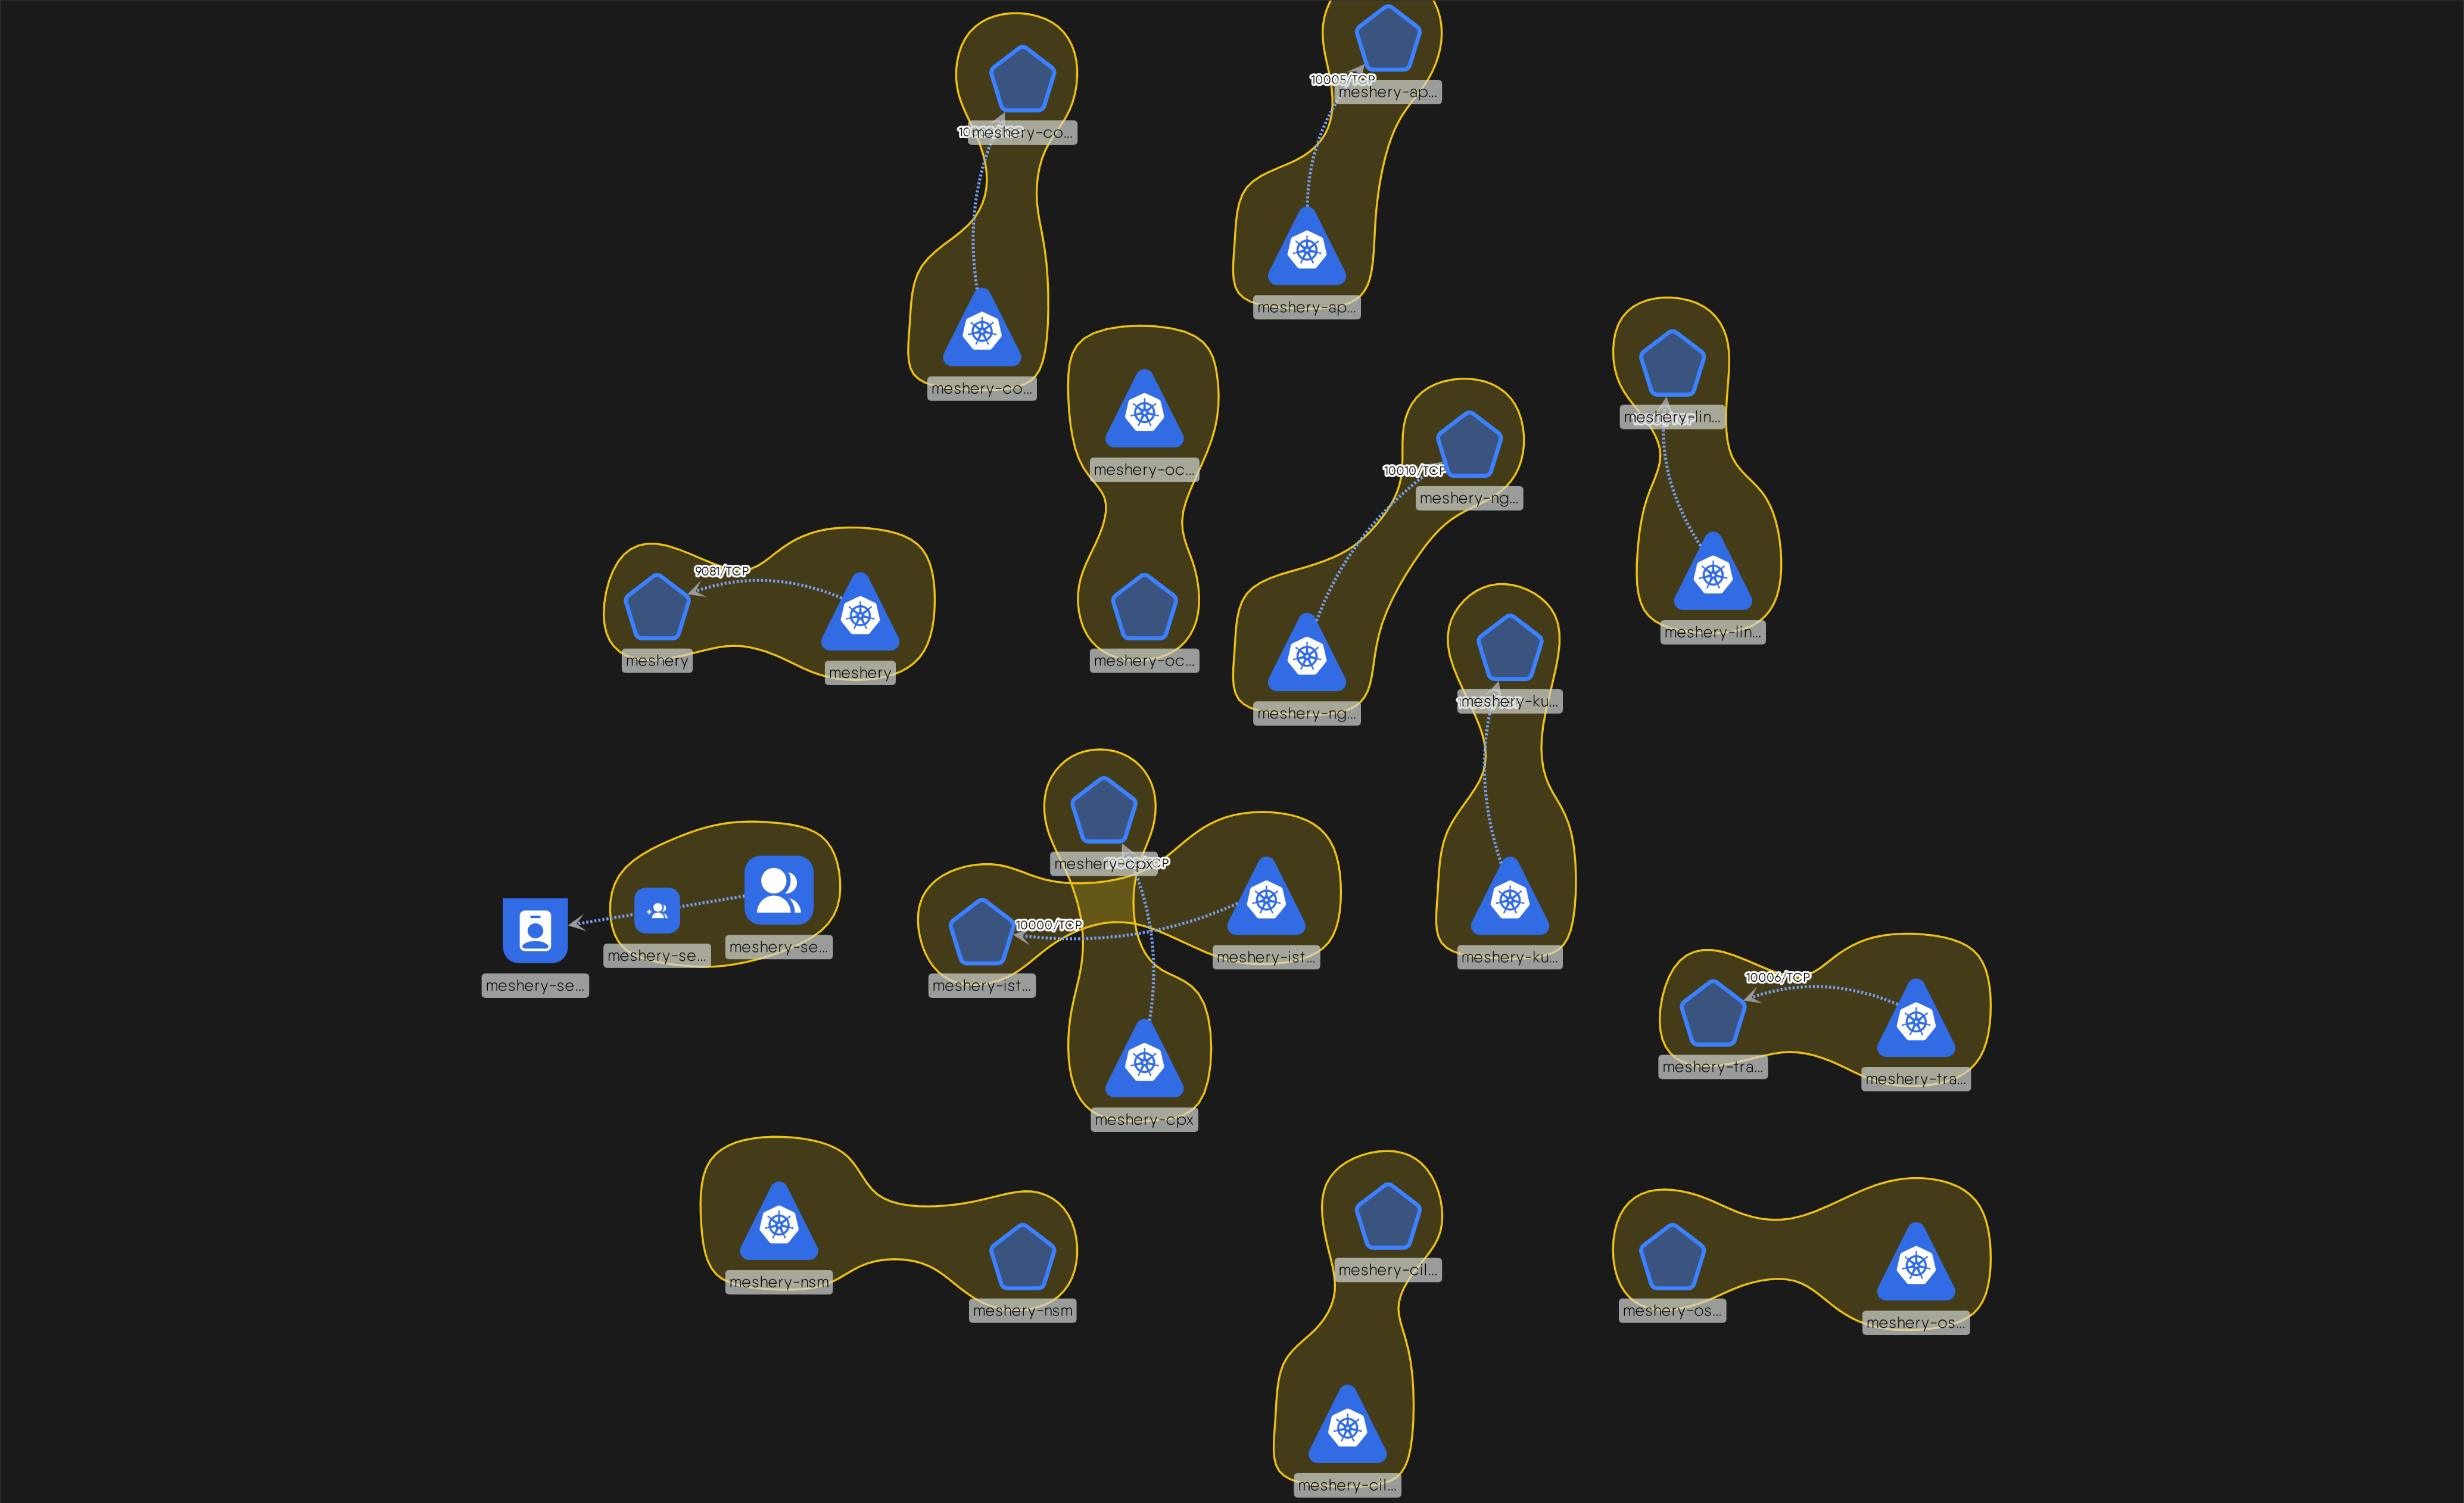 10005/TCP
meshery-ap...
meshery-co...
meshery-ap...
meshery-co...
meshery-lin...
meshery-oc...
10010/TCP
meshery-ng...
9081/TCP
meshery-lin...
meshery
meshery
meshery-oc...
meshery-ku...
meshery-ng...
meshery-cpx
10000/TCP
meshery-se...
meshery-se...
meshery-se...
meshery-ist...
meshery-ist...
meshery-ku...
10006/TCP
meshery-tra...
meshery-tra...
meshery-cpx
meshery-cil...
meshery-nsm
meshery-nsm
meshery-os...
meshery-os...
meshery-cil...